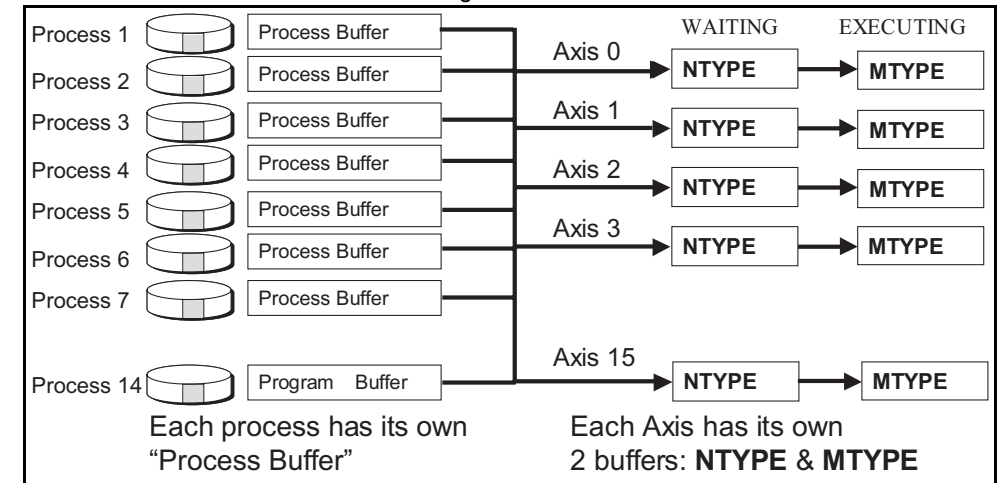 WAITING EXECUTING
Process 1 Process Buffer
Axis 0 NTYPE MTYPE
Process 2 Process Buffer
Process 3 Process Buffer
Axis 1 NTYPE MTYPE
Process 4 Process Buffer
Axis 2 NTYPE MTYPE
Process 5 Process Buffer
Axis 3 NTYPE MTYPE
Process 6 Process Buffer
Process 7 Process Buffer
Axis 15 NTYPE MTYPE
Process 14 Program Buffer
Each process has its own
“Process Buffer”
Each Axis has its own
2 buffers: NTYPE & MTYPE